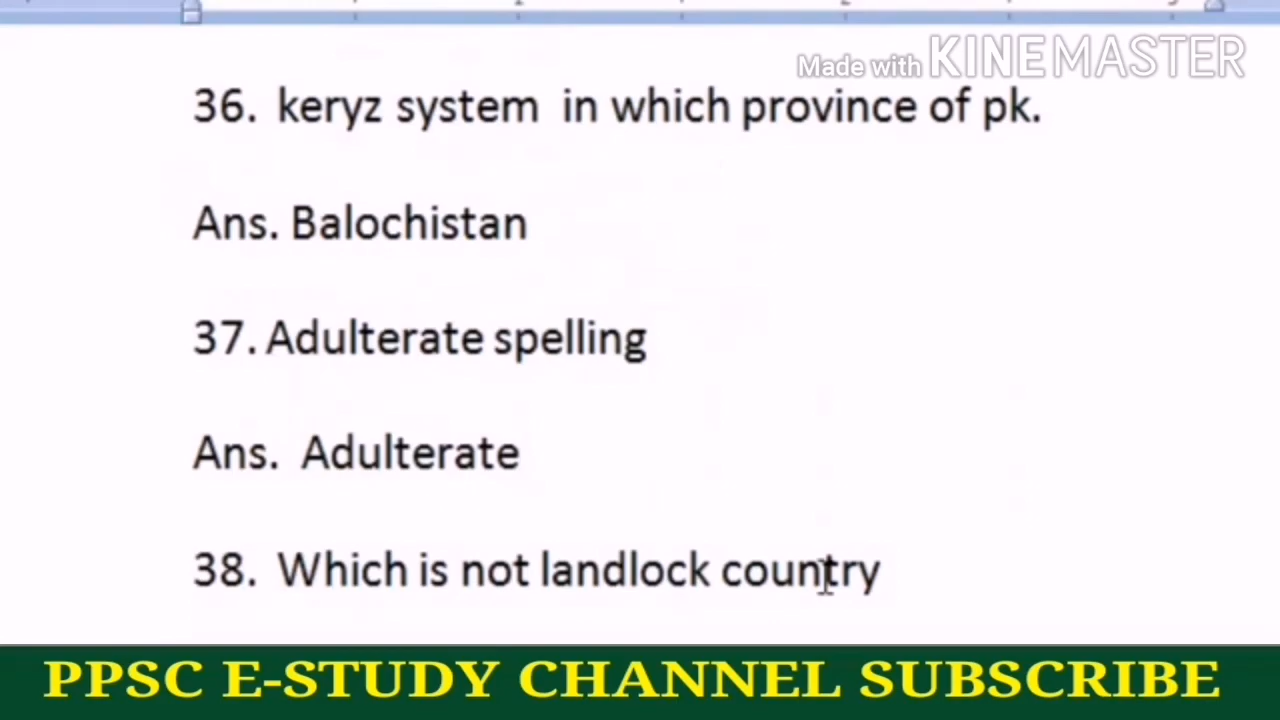 Made with KINEMASTER
36. keryz system in which province of pk.
Ans. Balochistan
37. Adulterate spelling
Ans. Adulterate
38. Which is not landlock country
PPSC E-STUDY CHANNEL SUBSCRIBE